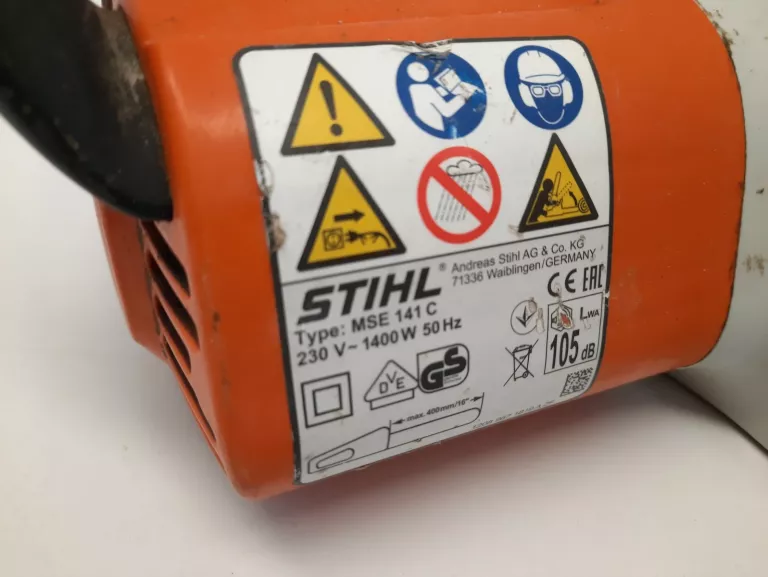 STIHL®
Andreas Stihl AG & Co. KG
71336 Waiblingen/GERMANY
Type: MSE 141 C
230 V~ 1400 W 50 Hz
CE EAC
LWA
105 dB
DVE
GS
max. 400mm/16"